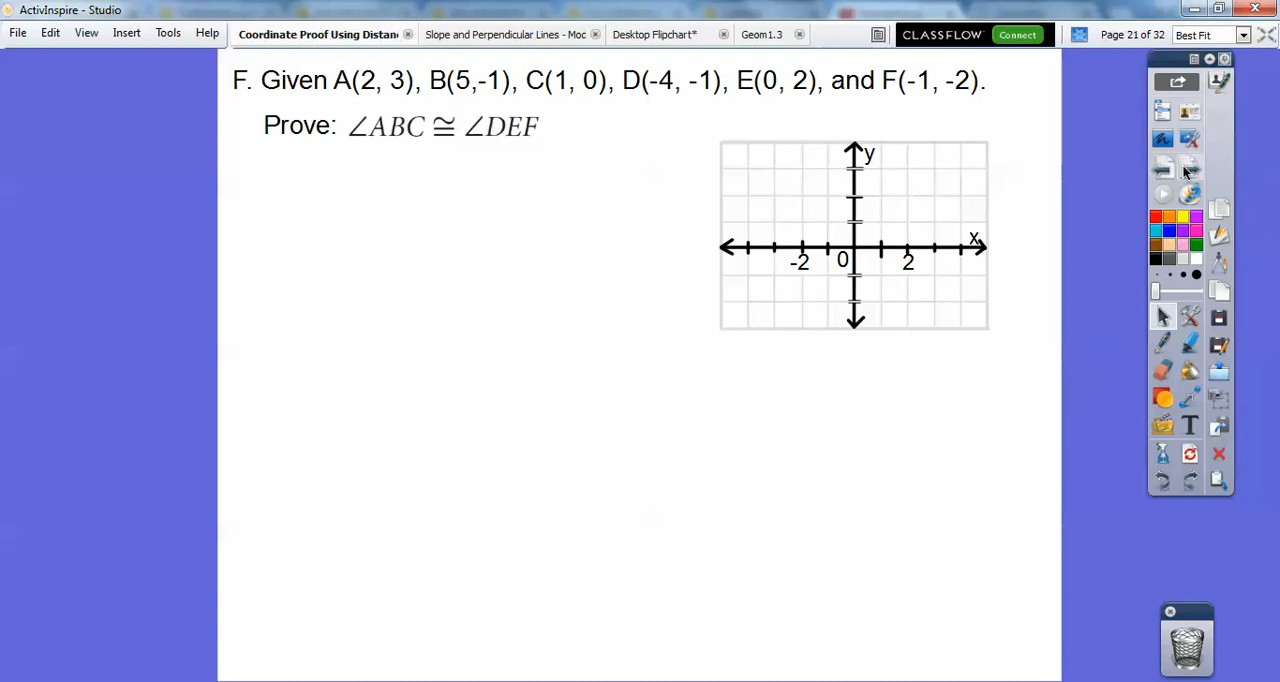 ActivInspire - Studio
File Edit View Insert Tools Help
Coordinate Proof Using Distanc
Slope and Perpendicular Lines - Moc
Desktop Flipchart*
Geom1.3
CLASSFLOW Connect
Page 21 of 32
Best Fit
F. Given A(2, 3), B(5,-1), C(1, 0), D(-4, -1), E(0, 2), and F(-1, -2).
Prove: ∠ABC ≅ ∠DEF
y
x
-2 0 2
T